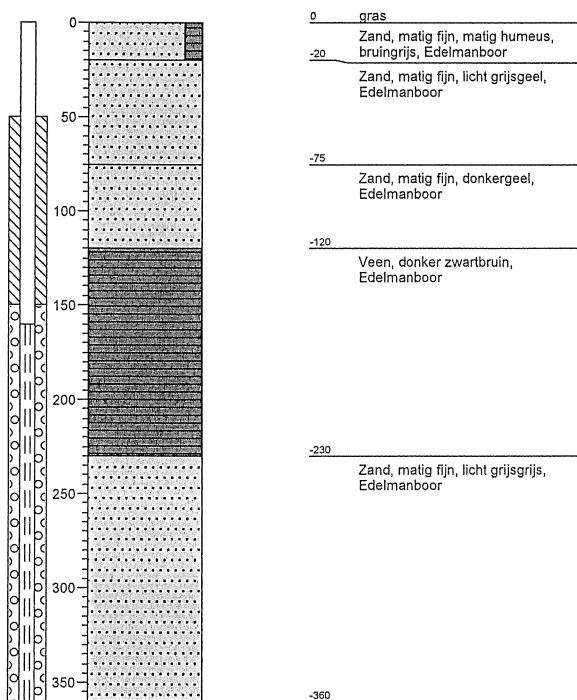 0
50
100
150
200
250
300
350
0 gras
Zand, matig fijn, matig humeus,
bruingrijs, Edelmanboor
-20
Zand, matig fijn, licht grijsgeel,
Edelmanboor
-75
Zand, matig fijn, donkergeel,
Edelmanboor
-120
Veen, donker zwartbruin,
Edelmanboor
-230
Zand, matig fijn, licht grijsgrijs,
Edelmanboor
-360